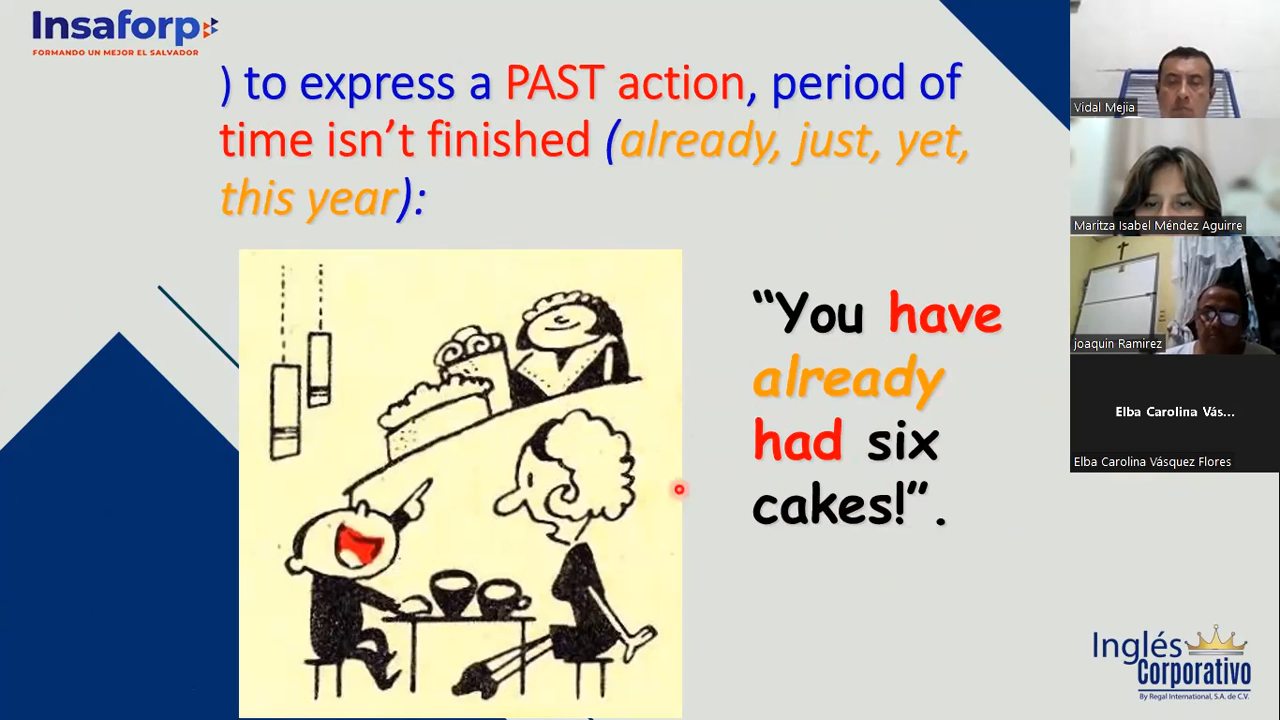 Insaforp
FORMANDO UN MEJOR EL SALVADOR
) to express a PAST action, period of
time isn't finished (already, just, yet,
this year):
“You have
already
had six
cakes!”.
Vidal Mejia
Maritza Isabel Méndez Aguirre
joaquin Ramirez
Elba Carolina Vás...
Elba Carolina Vásquez Flores
Inglés
Corporativo
By Regal International, S.A. de C.V.